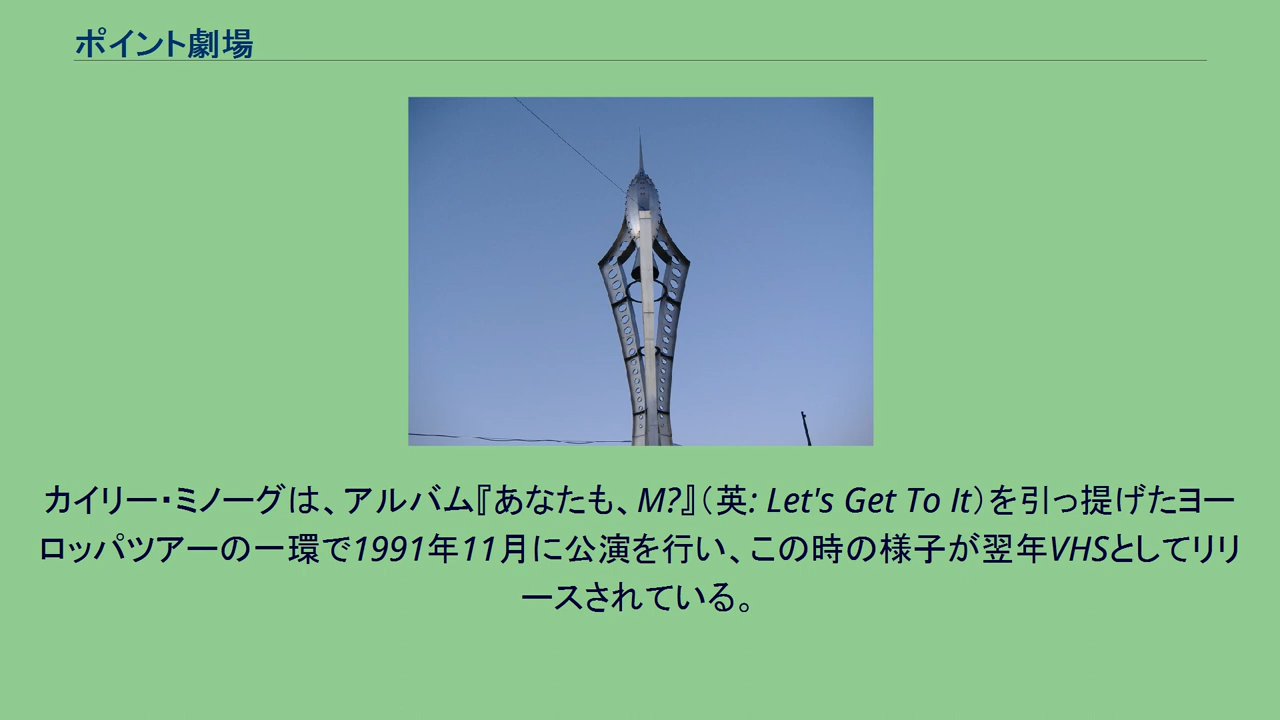 ポイント劇場
カイリー・ミノーグは、アルバム『あなたも、M?』（英: Let's Get To It）を引っ提げたヨー
ロッパツアーの一環で1991年11月に公演を行い、この時の様子が翌年VHSとしてリリ
ースされている。